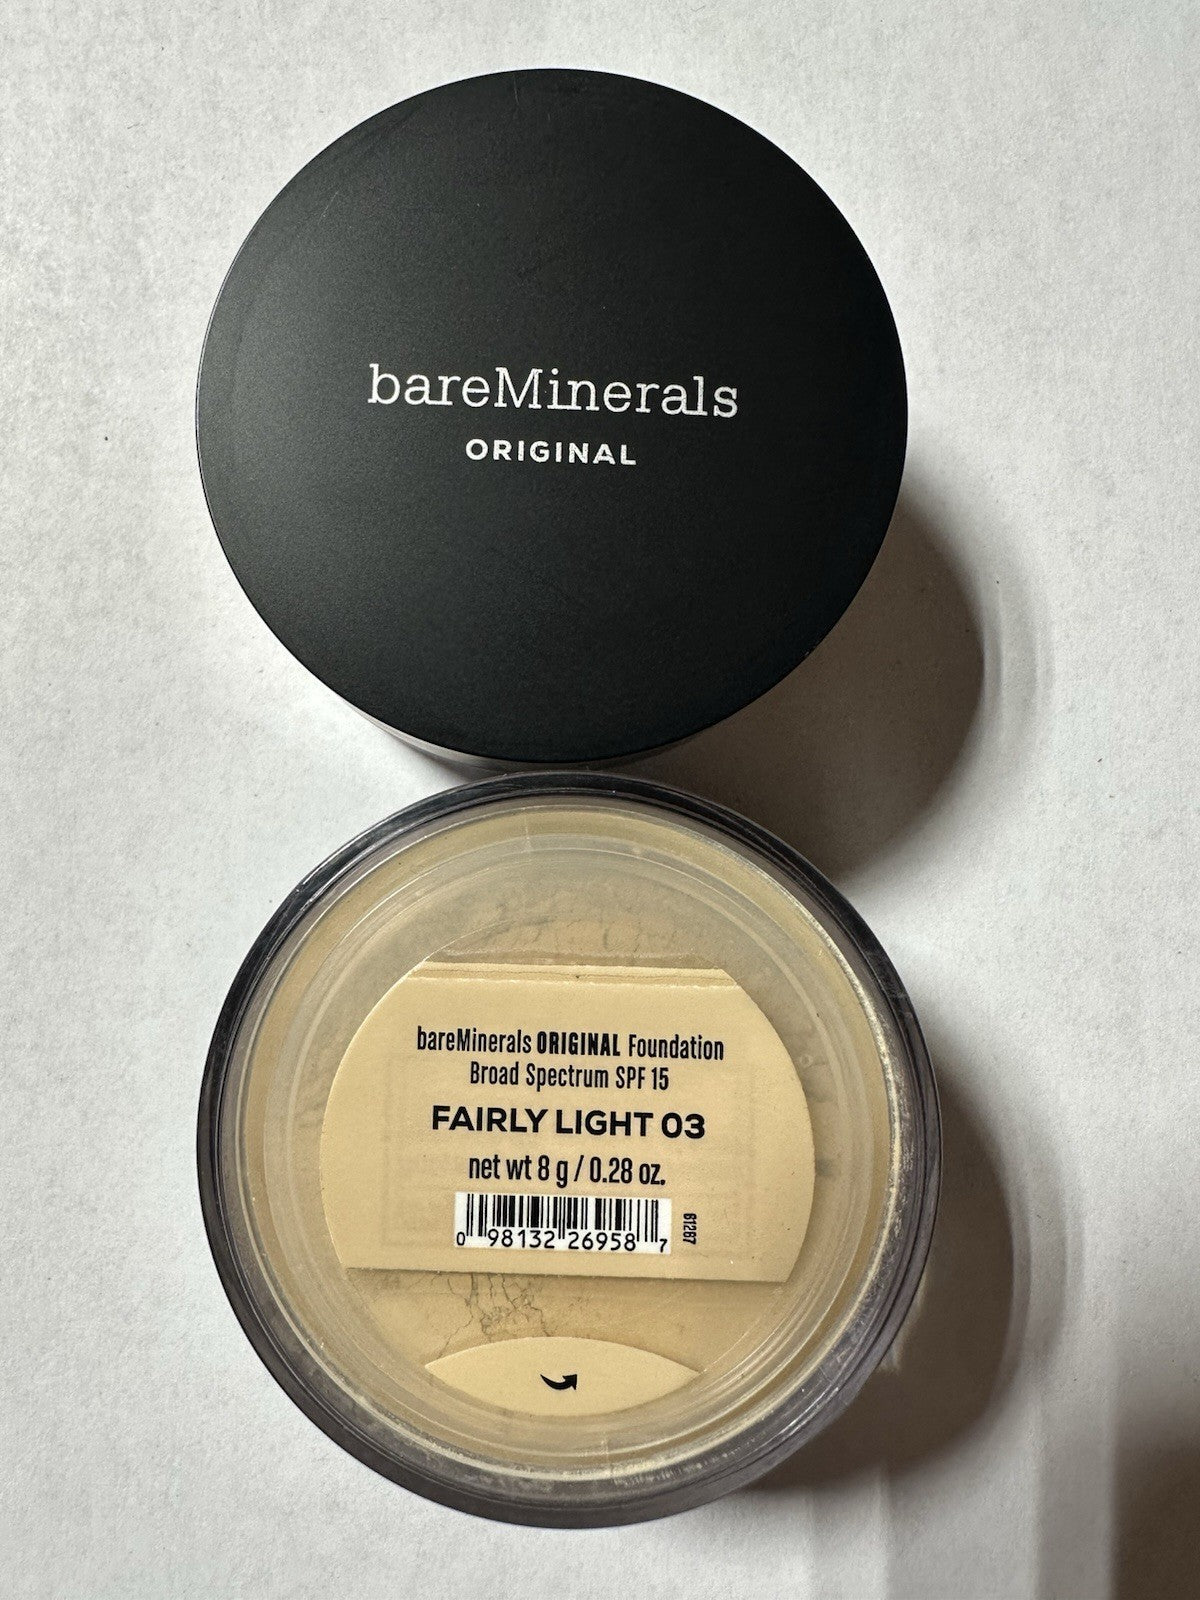 bareMinerals
ORIGINAL
bareMinerals ORIGINAL Foundation
Broad Spectrum SPF 15
FAIRLY LIGHT 03
net wt 8 g / 0.28 oz.
0 98132 26958 7
61287